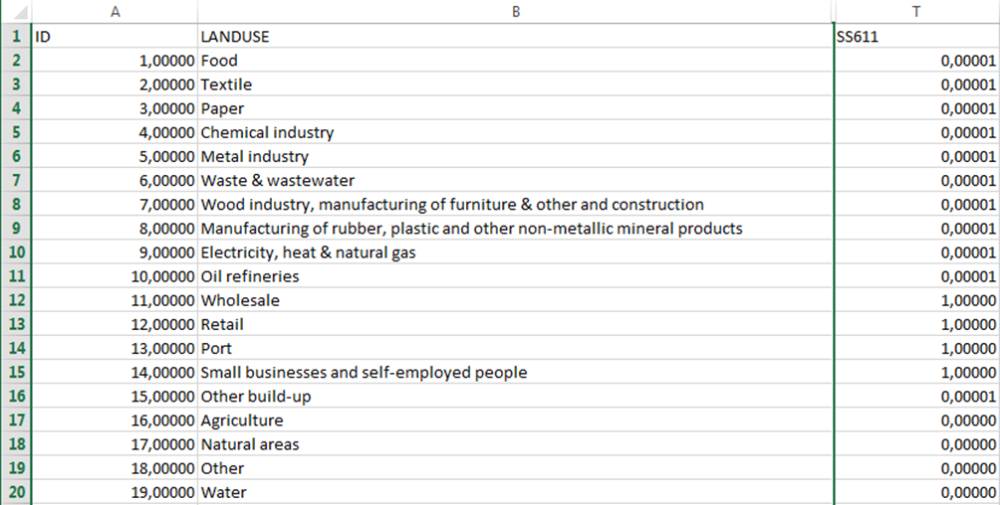 A B T
1 ID LANDUSE SS611
2 1,00000 Food 0,00001
3 2,00000 Textile 0,00001
4 3,00000 Paper 0,00001
5 4,00000 Chemical industry 0,00001
6 5,00000 Metal industry 0,00001
7 6,00000 Waste & wastewater 0,00001
8 7,00000 Wood industry, manufacturing of furniture & other and construction 0,00001
9 8,00000 Manufacturing of rubber, plastic and other non-metallic mineral products 0,00001
10 9,00000 Electricity, heat & natural gas 0,00001
11 10,00000 Oil refineries 0,00001
12 11,00000 Wholesale 1,00000
13 12,00000 Retail 1,00000
14 13,00000 Port 1,00000
15 14,00000 Small businesses and self-employed people 1,00000
16 15,00000 Other build-up 0,00001
17 16,00000 Agriculture 0,00000
18 17,00000 Natural areas 0,00000
19 18,00000 Other 0,00000
20 19,00000 Water 0,00000